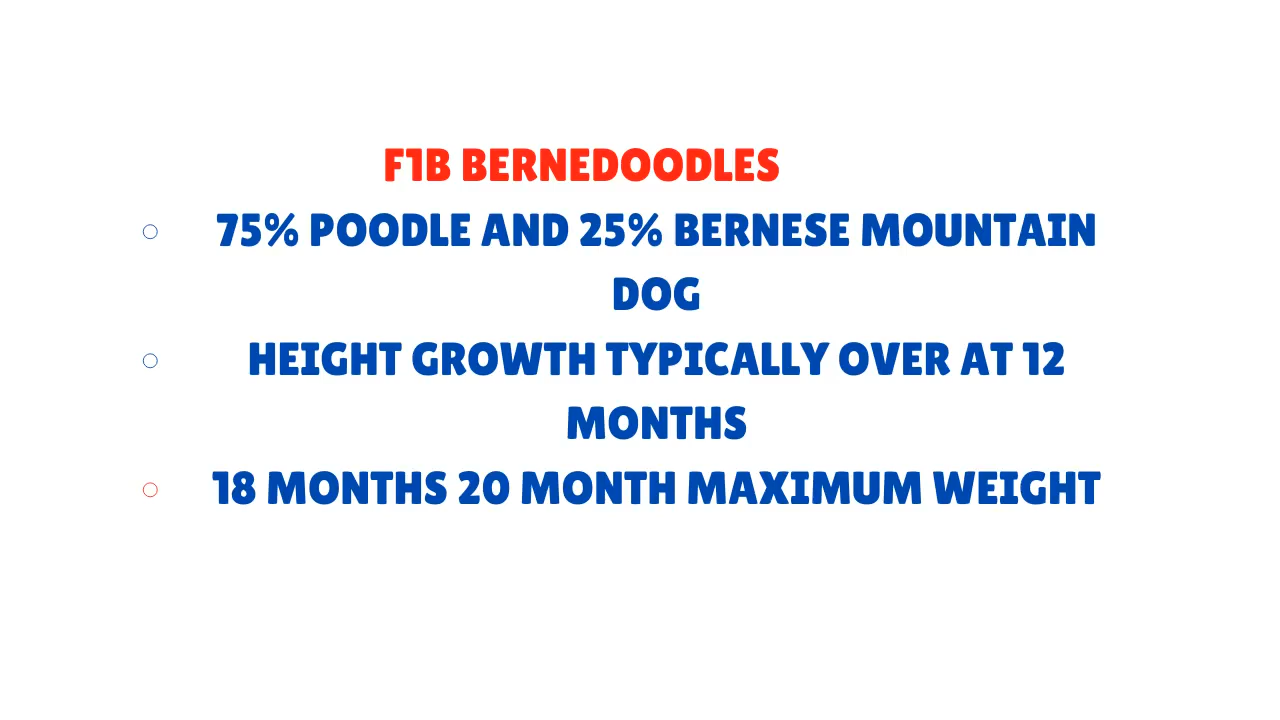 F1B BERNEDOODLES
75% POODLE AND 25% BERNESE MOUNTAIN
DOG
HEIGHT GROWTH TYPICALLY OVER AT 12
MONTHS
18 MONTHS 20 MONTH MAXIMUM WEIGHT